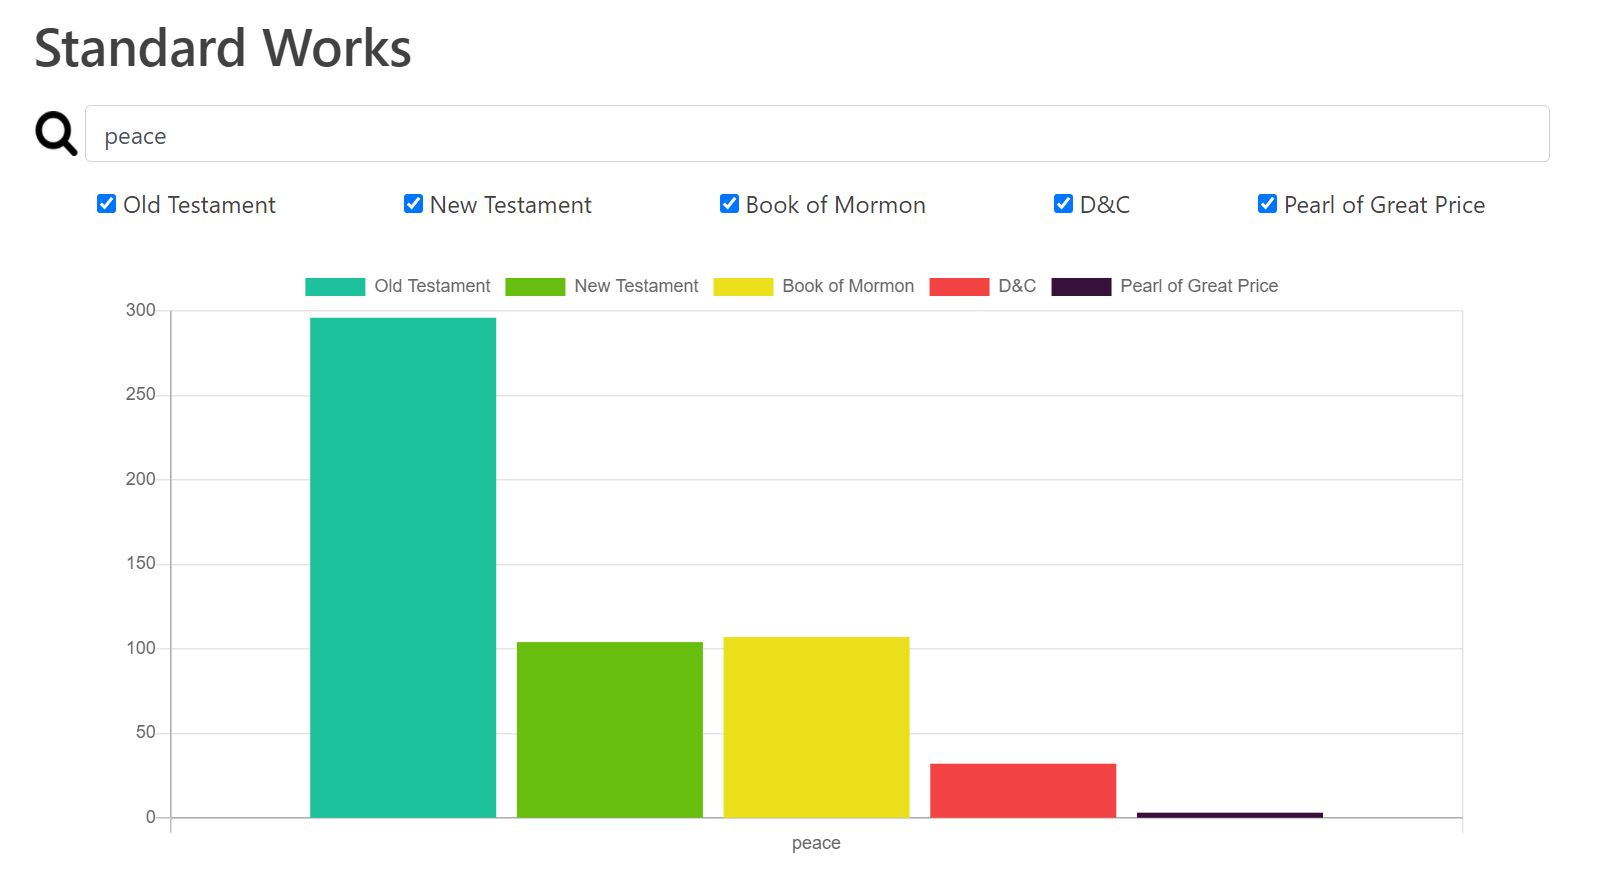 Standard Works
peace
Old Testament New Testament Book of Mormon D&C Pearl of Great Price
Old Testament New Testament Book of Mormon D&C Pearl of Great Price
300
250
200
150
100
50
0
peace